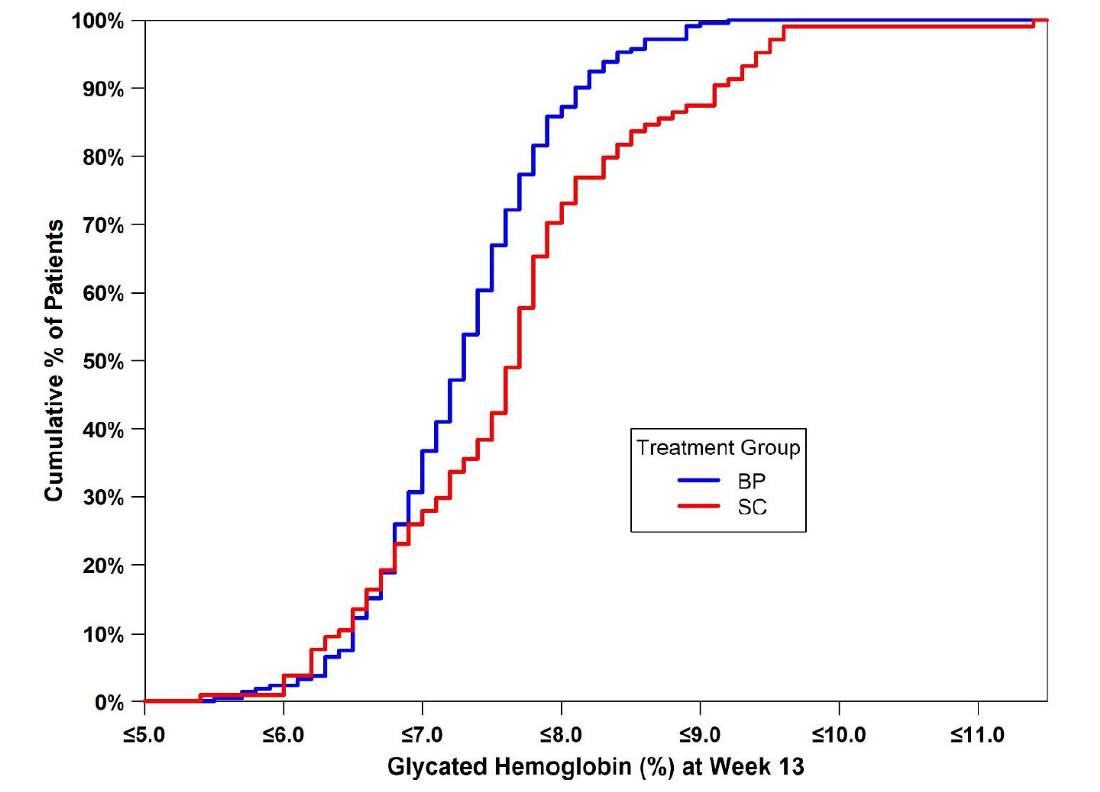 100%
90%
80%
70%
60%
50%
40%
30%
20%
10%
0%
Cumulative % of Patients
Treatment Group
BP
SC
≤5.0 ≤6.0 ≤7.0 ≤8.0 ≤9.0 ≤10.0 ≤11.0
Glycated Hemoglobin (%) at Week 13